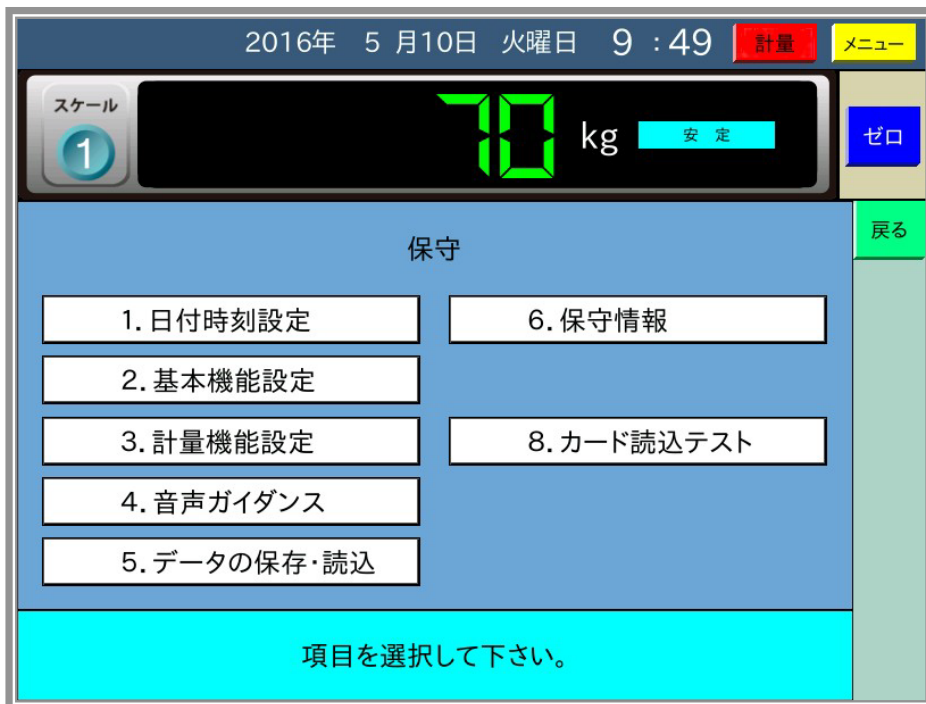 2016年 5月10日 火曜日 9:49 計量 メニュー
スケール
1
70 kg 安定
ゼロ
戻る
保守
1.日付時刻設定
2.基本機能設定
3.計量機能設定
4.音声ガイダンス
5.データの保存・読込
6.保守情報
8.カード読込テスト
項目を選択して下さい。